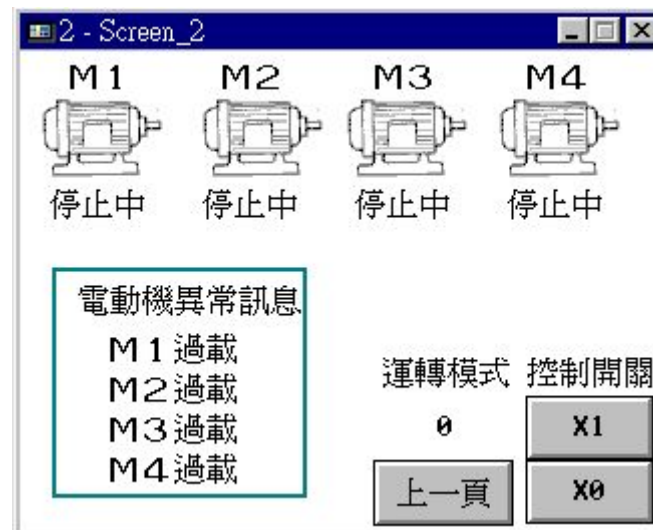 2 - Screen_2
M1 M2 M3 M4
停止中 停止中 停止中 停止中
電動機異常訊息
M1過載
M2過載
M3過載
M4過載
運轉模式 控制開關
0 X1
上一頁 X0